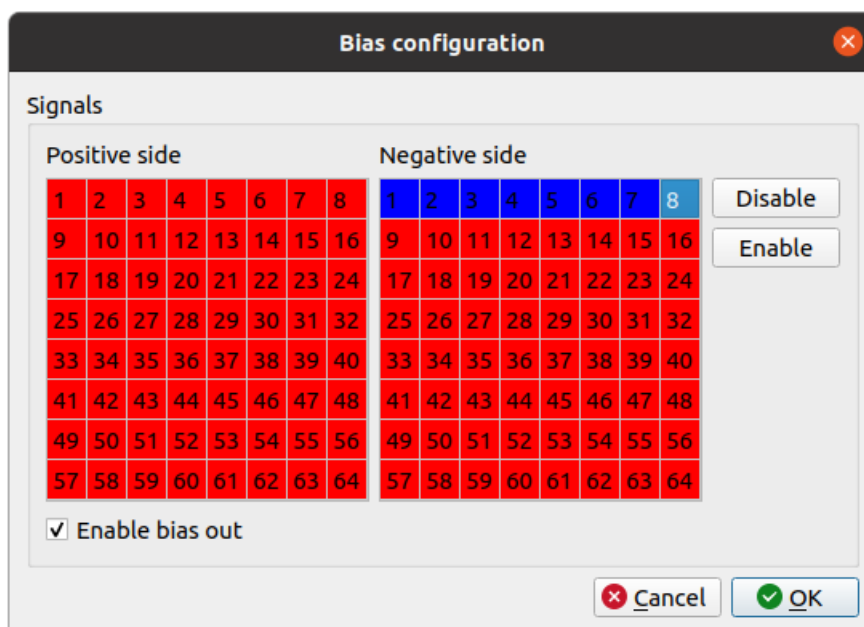 Bias configuration
Signals
Positive side Negative side
1 2 3 4 5 6 7 8 1 2 3 4 5 6 7 8 Disable
9 10 11 12 13 14 15 16 9 10 11 12 13 14 15 16 Enable
17 18 19 20 21 22 23 24 17 18 19 20 21 22 23 24
25 26 27 28 29 30 31 32 25 26 27 28 29 30 31 32
33 34 35 36 37 38 39 40 33 34 35 36 37 38 39 40
41 42 43 44 45 46 47 48 41 42 43 44 45 46 47 48
49 50 51 52 53 54 55 56 49 50 51 52 53 54 55 56
57 58 59 60 61 62 63 64 57 58 59 60 61 62 63 64
Enable bias out
Cancel OK